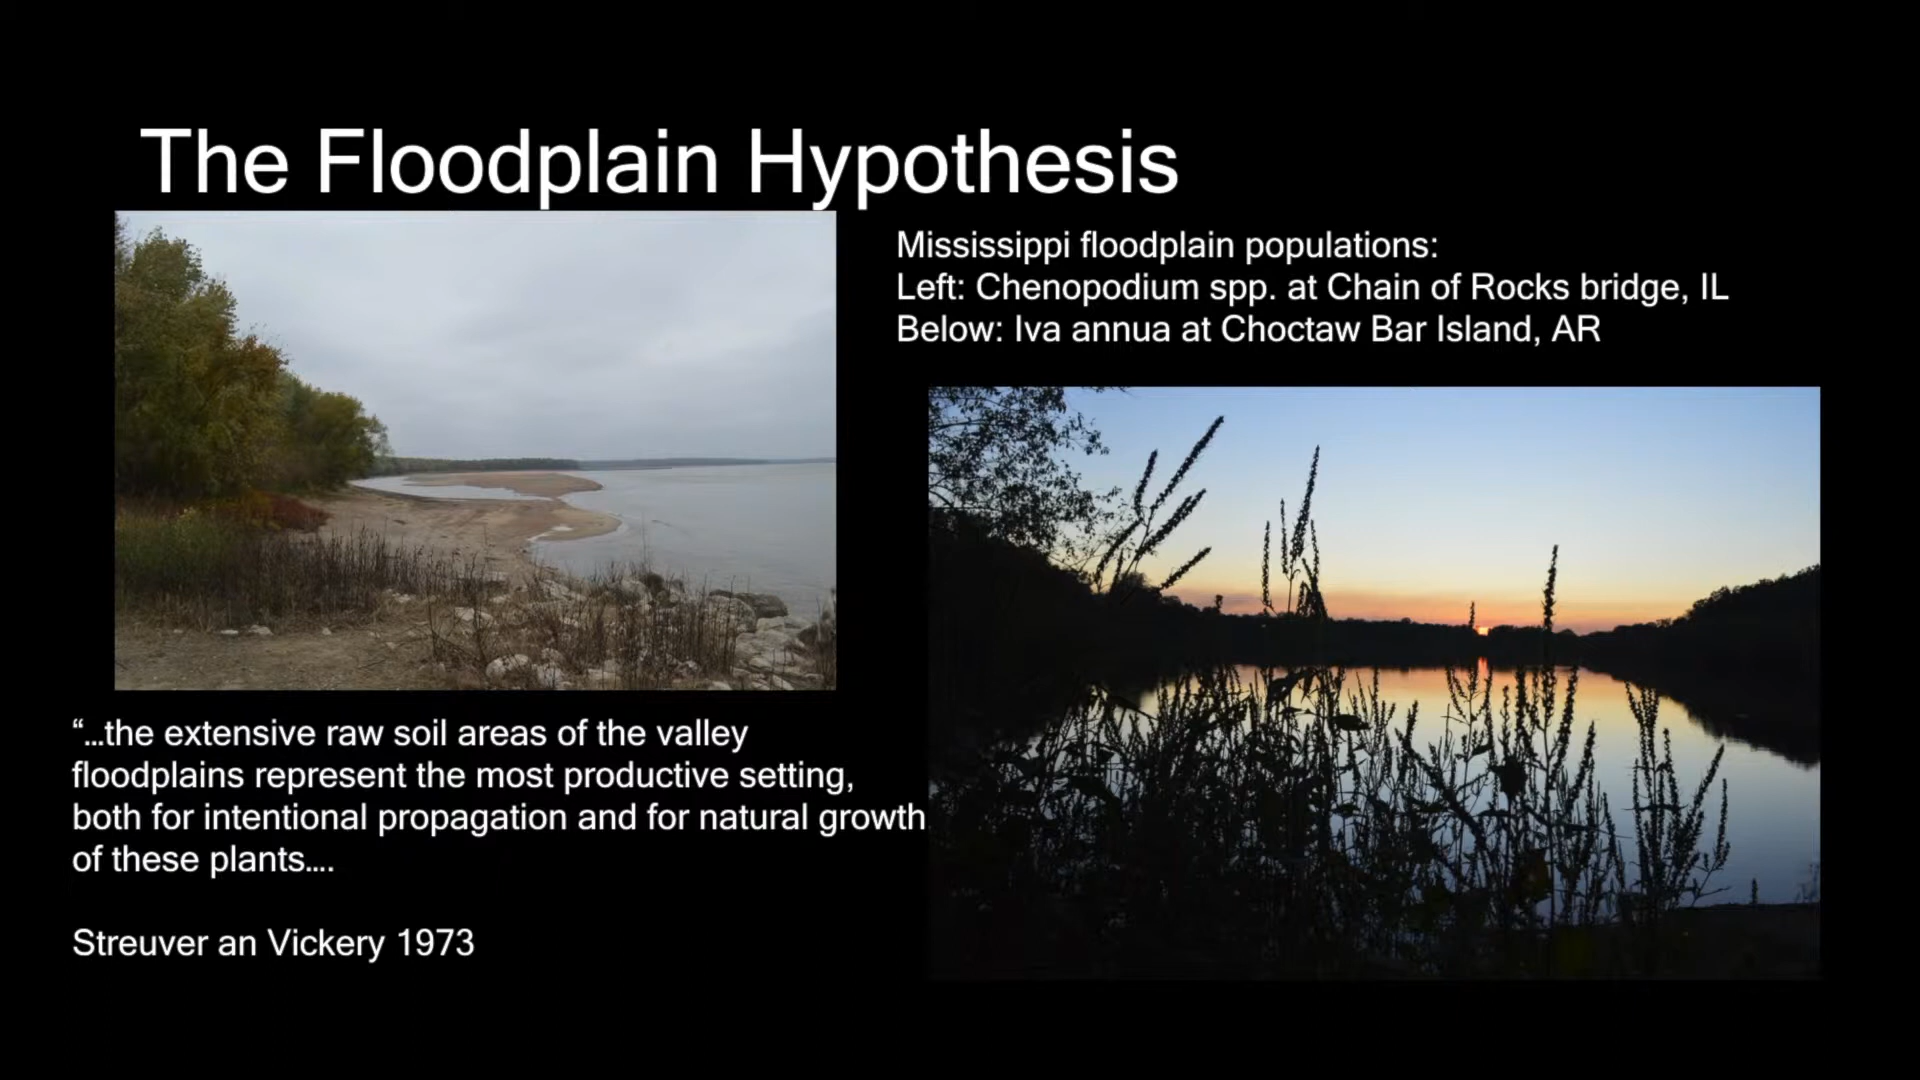 The Floodplain Hypothesis
Mississippi floodplain populations:
Left: Chenopodium spp. at Chain of Rocks bridge, IL
Below: Iva annua at Choctaw Bar Island, AR
“...the extensive raw soil areas of the valley
floodplains represent the most productive setting,
both for intentional propagation and for natural growth
of these plants....
Streuver an Vickery 1973